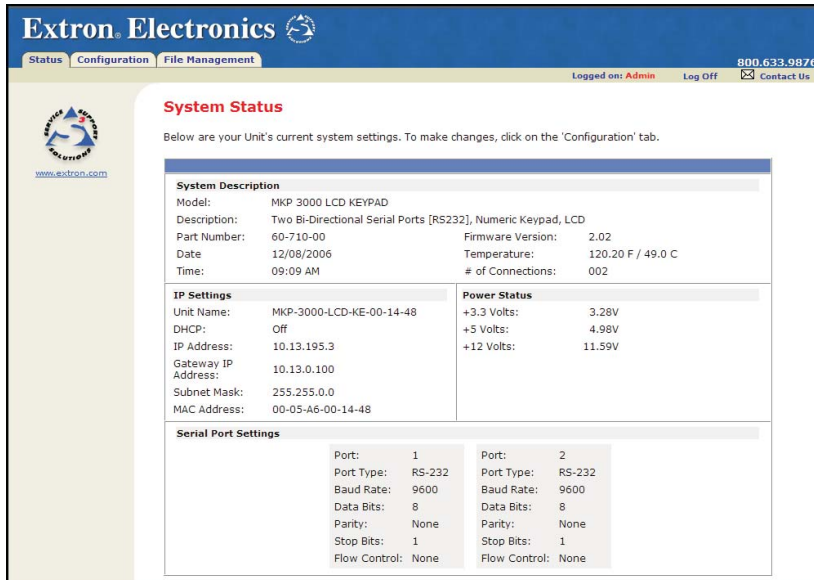 Extron® Electronics
Status Configuration File Management
800.633.9876
Logged on: Admin Log Off Contact Us
SERVICE SUPPORT SOLUTIONS
S3
www.extron.com
System Status
Below are your Unit's current system settings. To make changes, click on the 'Configuration' tab.
System Description
Model: MKP 3000 LCD KEYPAD
Description: Two Bi-Directional Serial Ports [RS232], Numeric Keypad, LCD
Part Number: 60-710-00 Firmware Version: 2.02
Date 12/08/2006 Temperature: 120.20 F / 49.0 C
Time: 09:09 AM # of Connections: 002
IP Settings
Unit Name: MKP-3000-LCD-KE-00-14-48
DHCP: Off
IP Address: 10.13.195.3
Gateway IP
Address: 10.13.0.100
Subnet Mask: 255.255.0.0
MAC Address: 00-05-A6-00-14-48
Power Status
+3.3 Volts: 3.28V
+5 Volts: 4.98V
+12 Volts: 11.59V
Serial Port Settings
Port: 1 Port: 2
Port Type: RS-232 Port Type: RS-232
Baud Rate: 9600 Baud Rate: 9600
Data Bits: 8 Data Bits: 8
Parity: None Parity: None
Stop Bits: 1 Stop Bits: 1
Flow Control: None Flow Control: None